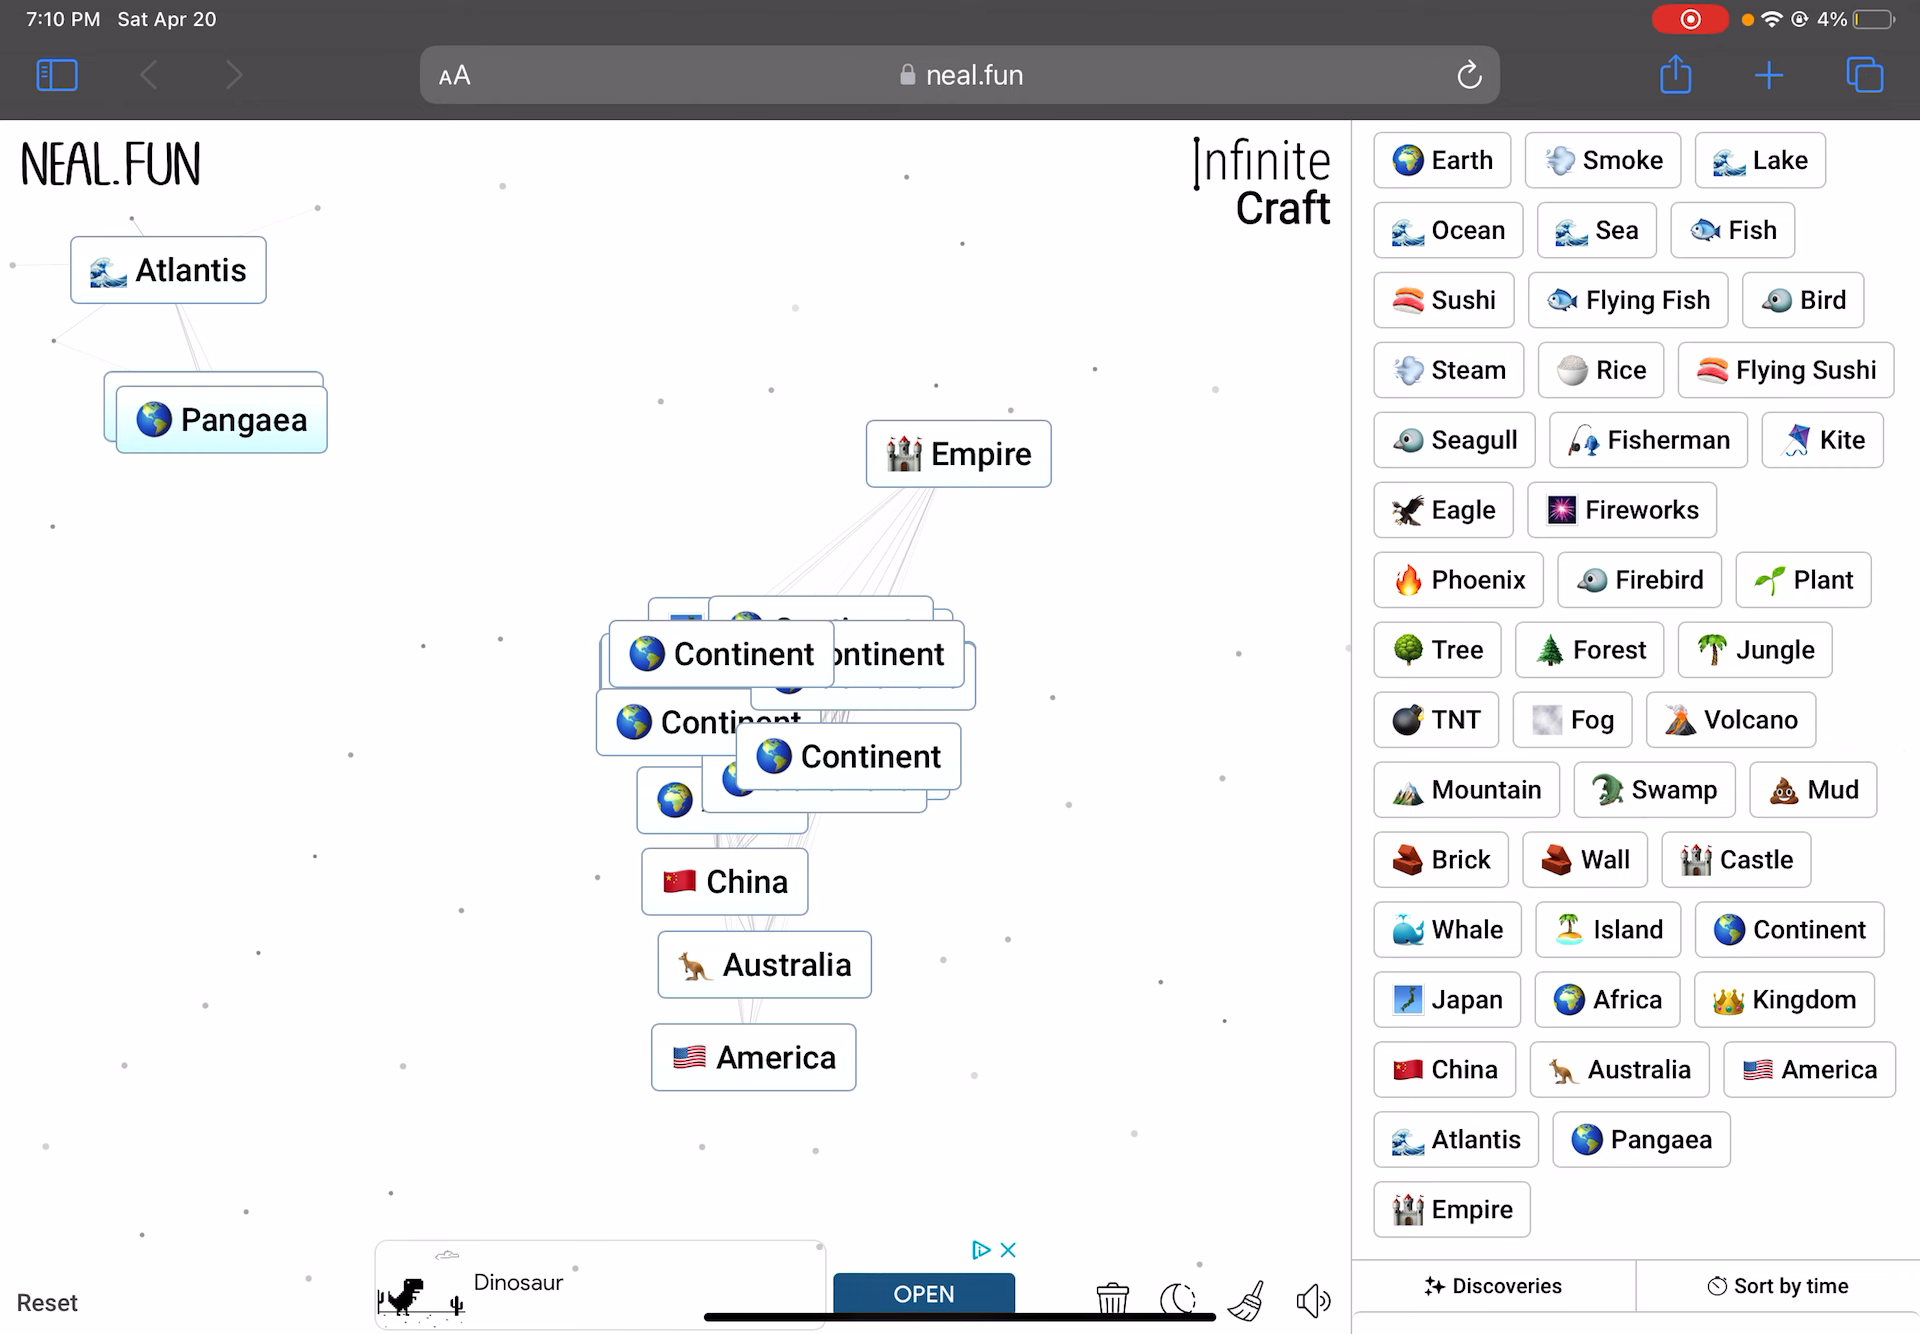 7:10 PM Sat Apr 20
4%
AA
neal.fun
NEAL.FUN
Infinite
Craft
Atlantis
Pangaea
Empire
Continent
ontinent
Continent
Continent
China
Australia
America
Earth Smoke Lake
Ocean Sea Fish
Sushi Flying Fish Bird
Steam Rice Flying Sushi
Seagull Fisherman Kite
Eagle Fireworks
Phoenix Firebird Plant
Tree Forest Jungle
TNT Fog Volcano
Mountain Swamp Mud
Brick Wall Castle
Whale Island Continent
Japan Africa Kingdom
China Australia America
Atlantis Pangaea
Empire
Discoveries Sort by time
Reset
Dinosaur
OPEN